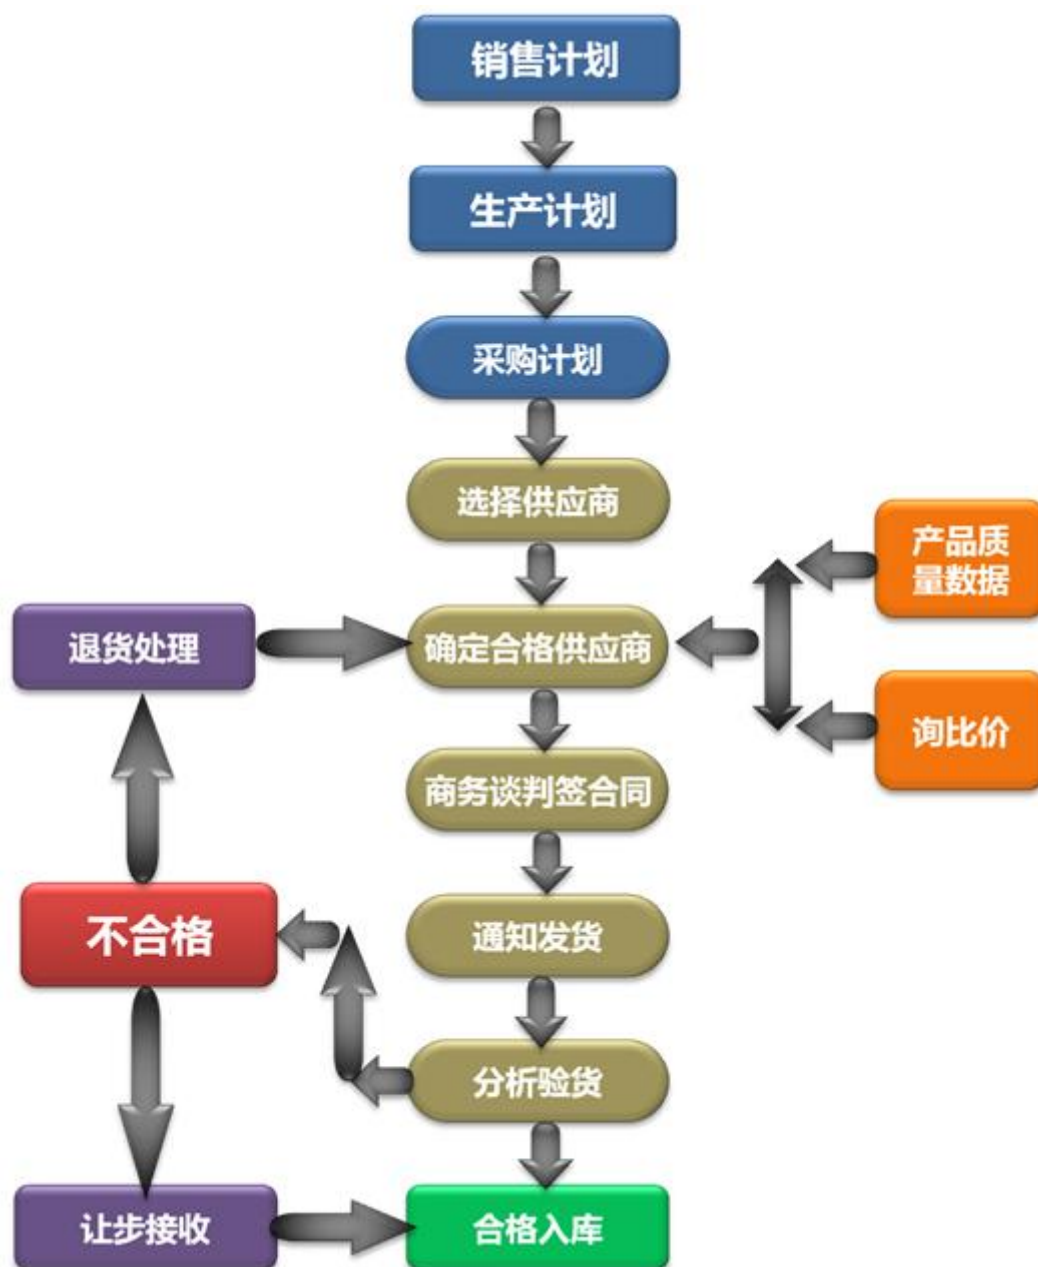 销售计划
生产计划
采购计划
选择供应商
产品质
量数据
退货处理
确定合格供应商
询比价
商务谈判签合同
不合格
通知发货
分析验货
让步接收
合格入库